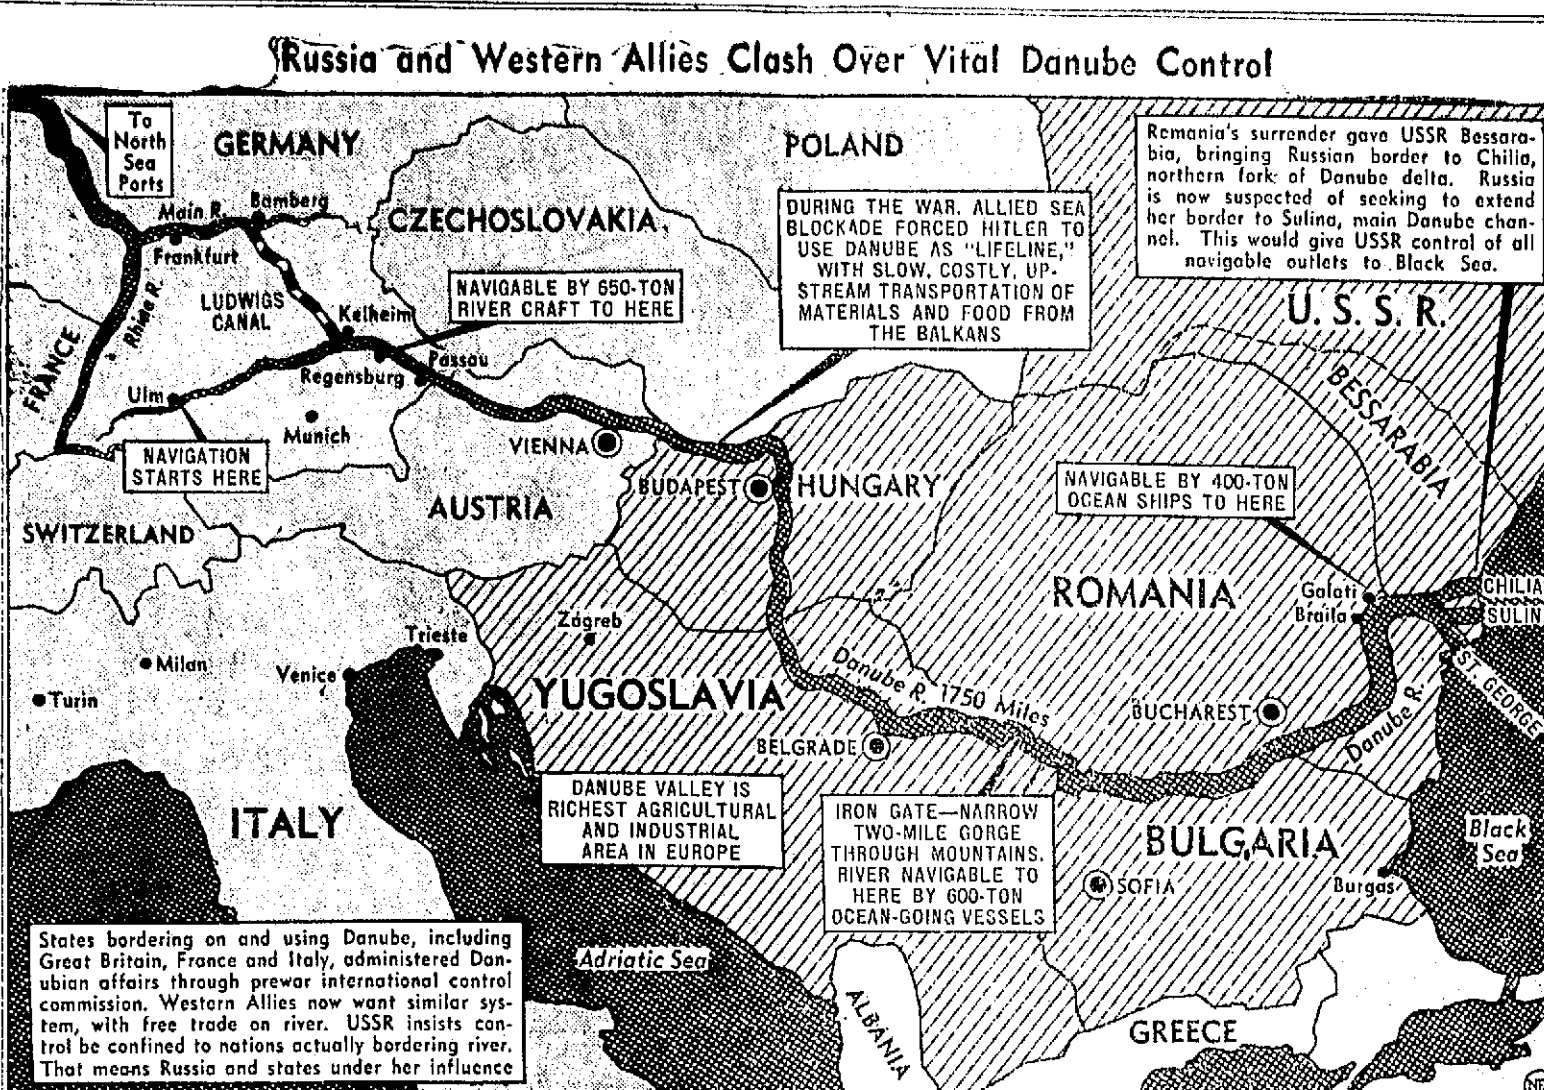 Russia and Western Allies Clash Over Vital Danube Control
To
North
Sea
Ports
GERMANY
POLAND
Romania's surrender gave USSR Bessara-
bia, bringing Russian border to Chilia,
northern fork of Danube delta. Russia
is now suspected of seeking to extend
her border to Sulina, main Danube chan-
nel. This would give USSR control of all
navigable outlets to Black Sea.
Main R.
Bamberg
Frankfurt
CZECHOSLOVAKIA
DURING THE WAR, ALLIED SEA
BLOCKADE FORCED HITLER TO
USE DANUBE AS "LIFELINE,"
WITH SLOW, COSTLY, UP-
STREAM TRANSPORTATION OF
MATERIALS AND FOOD FROM
THE BALKANS
NAVIGABLE BY 650-TON
RIVER CRAFT TO HERE
LUDWIGS
CANAL
Rhine R.
Kelheim
U. S. S. R.
FRANCE
Passau
Regensburg
Ulm
Munich
BESSARABIA
NAVIGATION
STARTS HERE
VIENNA
BUDAPEST
HUNGARY
NAVIGABLE BY 400-TON
OCEAN SHIPS TO HERE
AUSTRIA
SWITZERLAND
ROMANIA
Galati
Braila
CHILIA
SULIN
ST. GEORGE
Zagreb
Trieste
Milan
Venice
Turin
YUGOSLAVIA
Danube R. 1750 Miles
BUCHAREST
Danube R.
BELGRADE
DANUBE VALLEY IS
RICHEST AGRICULTURAL
AND INDUSTRIAL
AREA IN EUROPE
IRON GATE—NARROW
TWO-MILE GORGE
THROUGH MOUNTAINS.
RIVER NAVIGABLE TO
HERE BY 600-TON
OCEAN-GOING VESSELS
ITALY
BULGARIA
Black
Sea
SOFIA
Burgas
States bordering on and using Danube, including
Great Britain, France and Italy, administered Dan-
ubian affairs through prewar international control
commission. Western Allies now want similar sys-
tem, with free trade on river. USSR insists con-
trol be confined to nations actually bordering river.
That means Russia and states under her influence
Adriatic Sea
ALBANIA
GREECE